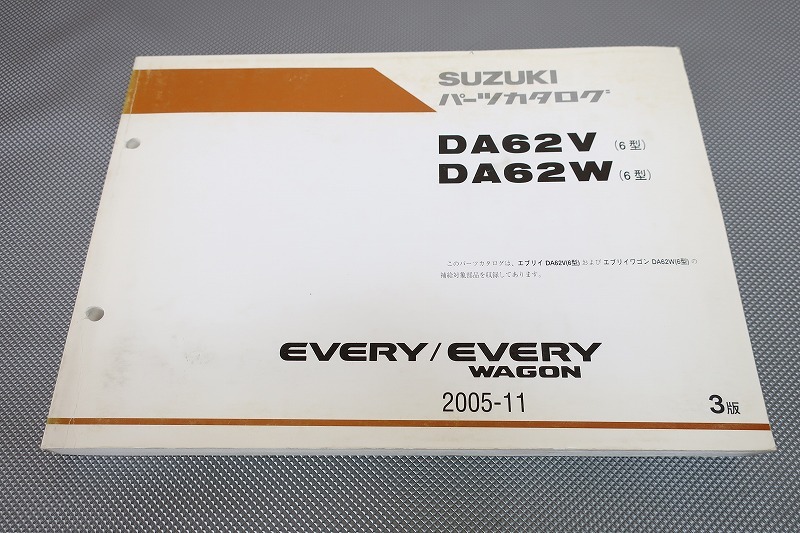 SUZUKI
パーツカタログ
DA62V (6型)
DA62W (6型)
このパーツカタログは、エブリイ DA62V(6型) および エブリイワゴン DA62W(6型) の
補給対象部品を収録してあります。
EVERY/EVERY
WAGON
2005-11
3版